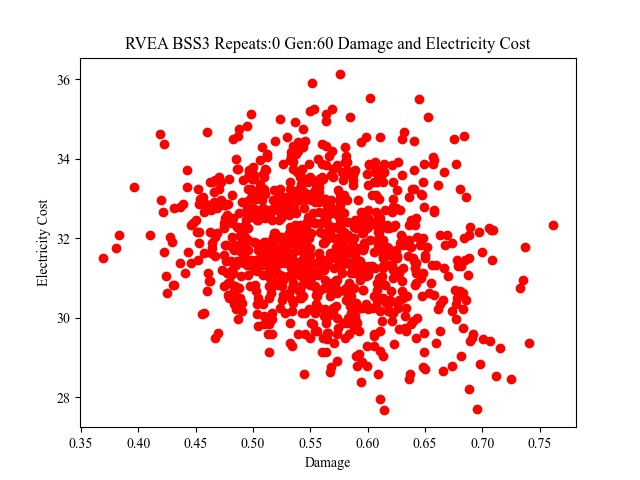 RVEA BSS3 Repeats:0 Gen:60 Damage and Electricity Cost
36
34
32
30
28
Electricity Cost
0.35 0.40 0.45 0.50 0.55 0.60 0.65 0.70 0.75
Damage